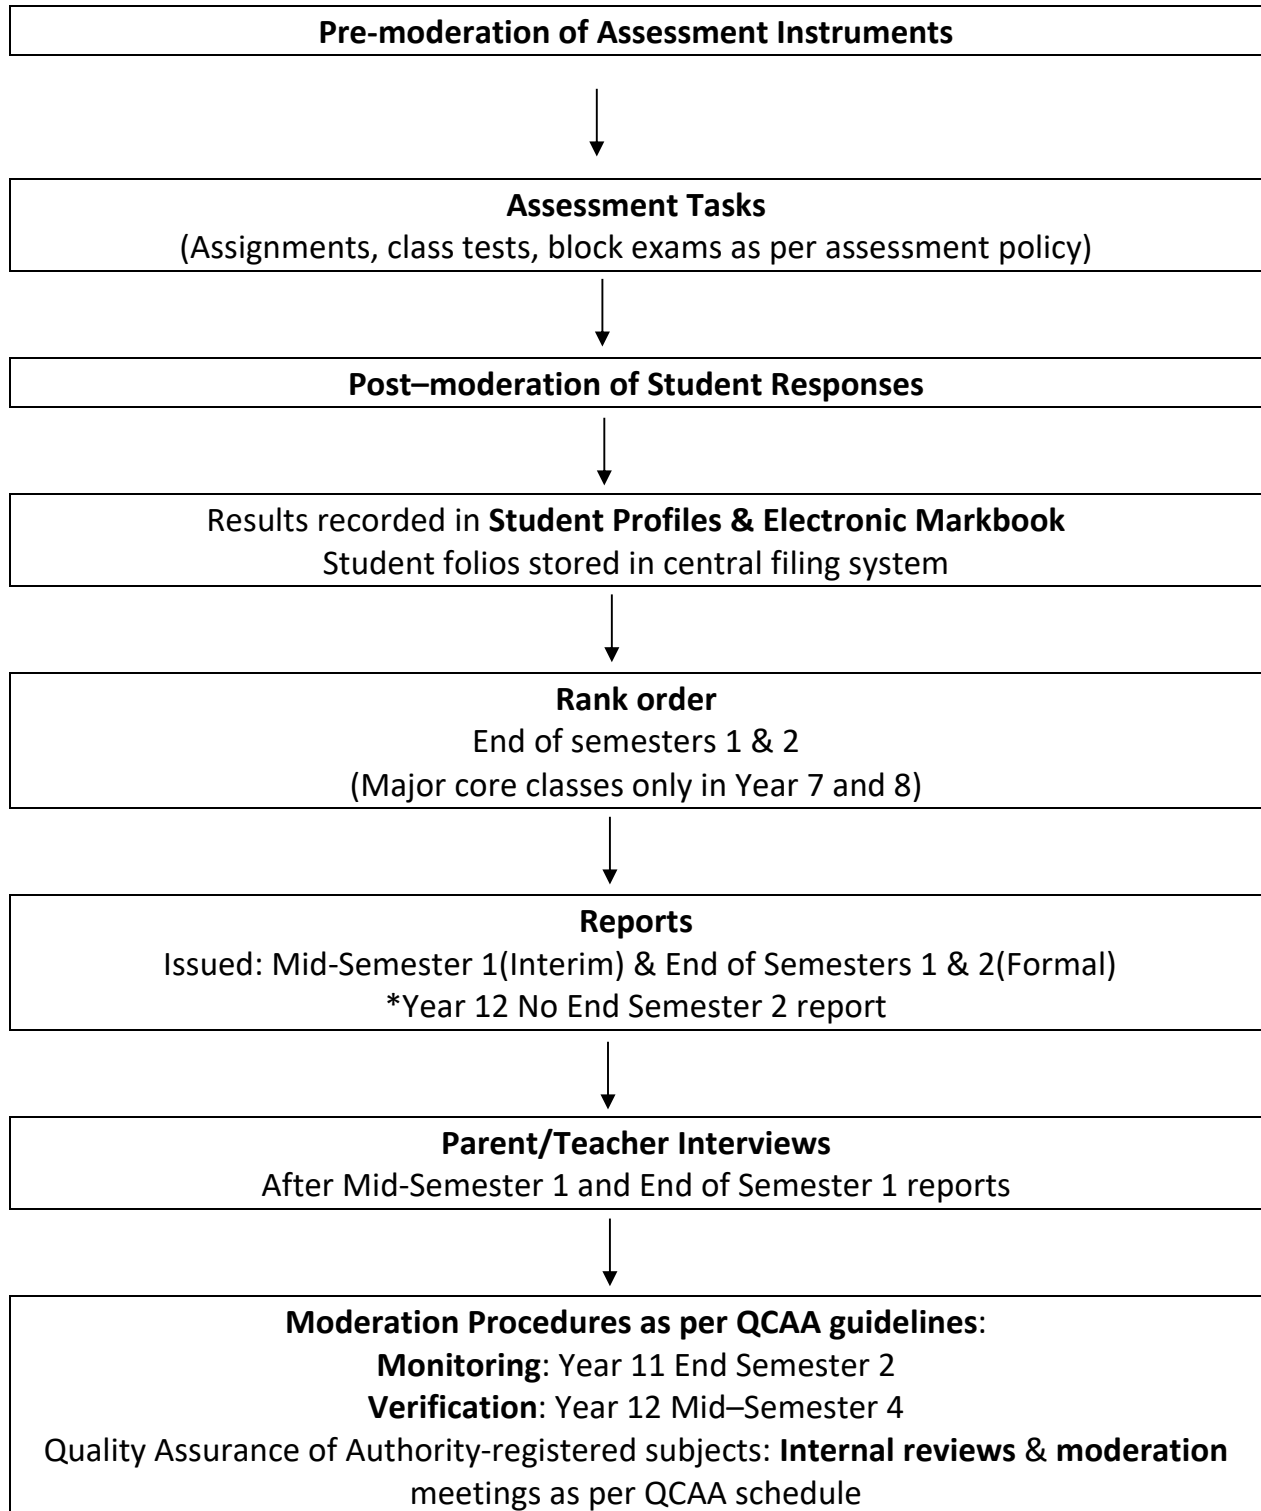 Pre-moderation of Assessment Instruments
Assessment Tasks
(Assignments, class tests, block exams as per assessment policy)
Post–moderation of Student Responses
Results recorded in Student Profiles & Electronic Markbook
Student folios stored in central filing system
Rank order
End of semesters 1 & 2
(Major core classes only in Year 7 and 8)
Reports
Issued: Mid-Semester 1(Interim) & End of Semesters 1 & 2(Formal)
*Year 12 No End Semester 2 report
Parent/Teacher Interviews
After Mid-Semester 1 and End of Semester 1 reports
Moderation Procedures as per QCAA guidelines:
Monitoring: Year 11 End Semester 2
Verification: Year 12 Mid–Semester 4
Quality Assurance of Authority-registered subjects: Internal reviews & moderation
meetings as per QCAA schedule